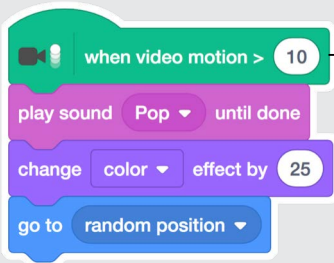 when video motion > 10
play sound Pop until done
change color effect by 25
go to random position